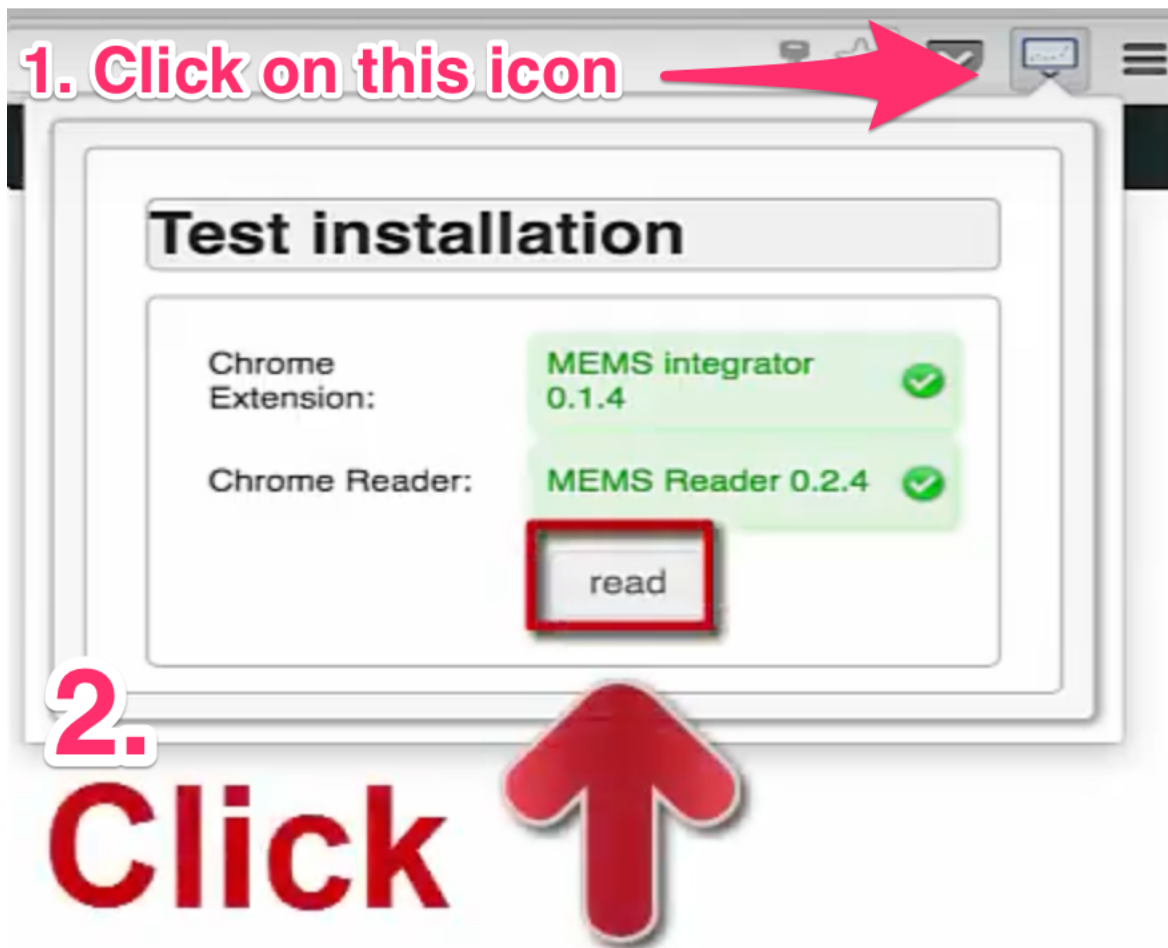 1. Click on this icon
Test installation
Chrome
Extension:
MEMS integrator
0.1.4
Chrome Reader:
MEMS Reader 0.2.4
read
2.
Click